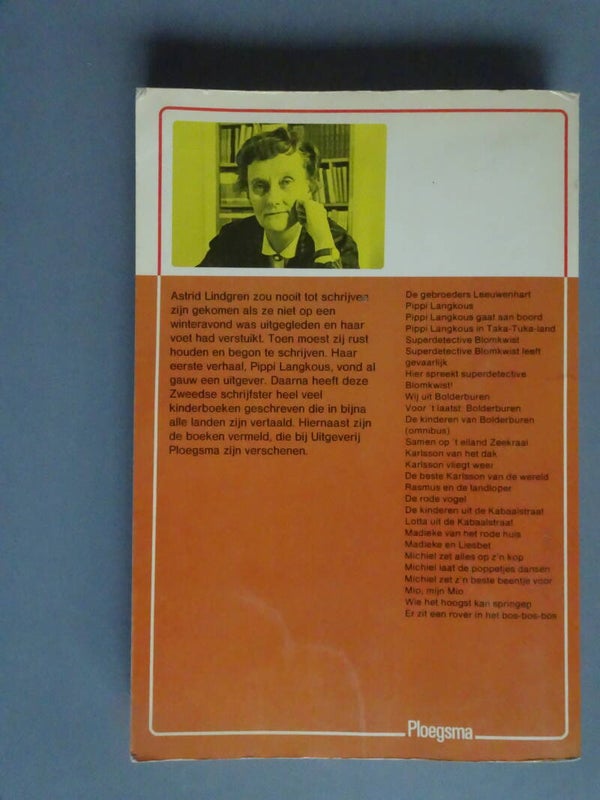 Astrid Lindgren zou nooit tot schrijven
zijn gekomen als ze niet op een
winteravond was uitgegleden en haar
voet had verstuikt. Toen moest zij rust
houden en begon te schrijven. Haar
eerste verhaal, Pippi Langkous, vond al
gauw een uitgever. Daarna heeft deze
Zweedse schrijfster heel veel
kinderboeken geschreven die in bijna
alle landen zijn vertaald. Hiernaast zijn
de boeken vermeld, die bij Uitgeverij
Ploegsma zijn verschenen.
De gebroeders Leeuwenhart
Pippi Langkous
Pippi Langkous gaat aan boord
Pippi Langkous in Taka-Tuka-land
Superdetective Blomkwist
Superdetective Blomkwist leeft
gevaarlijk
Hier spreekt superdetective
Blomkwist!
Wij uit Bolderburen
Voor 't laatst: Bolderburen
De kinderen van Bolderburen
(omnibus)
Samen op 't eiland Zeekraai
Karlsson van het dak
Karlsson vliegt weer
De beste Karlsson van de wereld
Rasmus en de landloper
De rode vogel
De kinderen uit de Kabaalstraat
Lotta uit de Kabaalstraat
Madieke van het rode huis
Madieke en Liesbet
Michiel zet alles op z'n kop
Michiel laat de poppetjes dansen
Michiel zet z'n beste beentje voor
Mio, mijn Mio
Wie het hoogst kan springen
Er zit een rover in het bos-bos-bos
Ploegsma